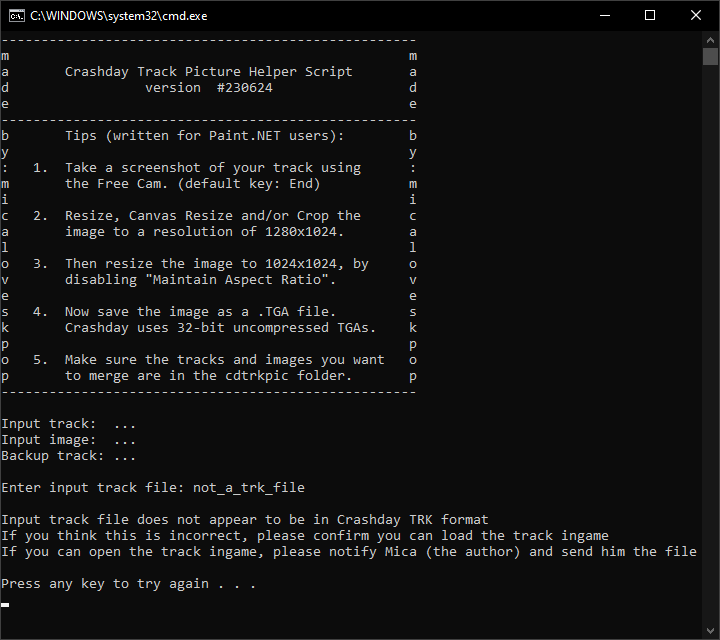 C:\WINDOWS\system32\cmd.exe
----------------------------------------------------
m                                                  m
a       Crashday Track Picture Helper Script       a
d                 version  #230624                 d
e                                                  e
----------------------------------------------------
b       Tips (written for Paint.NET users):        b
y                                                  y
:   1.  Take a screenshot of your track using      :
m       the Free Cam. (default key: End)           m
i                                                  i
c   2.  Resize, Canvas Resize and/or Crop the      c
a       image to a resolution of 1280x1024.        a
l                                                  l
o   3.  Then resize the image to 1024x1024, by     o
v       disabling "Maintain Aspect Ratio".         v
e                                                  e
s   4.  Now save the image as a .TGA file.         s
k       Crashday uses 32-bit uncompressed TGAs.    k
p                                                  p
o   5.  Make sure the tracks and images you want   o
p       to merge are in the cdtrkpic folder.       p
----------------------------------------------------
Input track:  ...
Input image:  ...
Backup track: ...
Enter input track file: not_a_trk_file
Input track file does not appear to be in Crashday TRK format
If you think this is incorrect, please confirm you can load the track ingame
If you can open the track ingame, please notify Mica (the author) and send him the file
Press any key to try again . . .